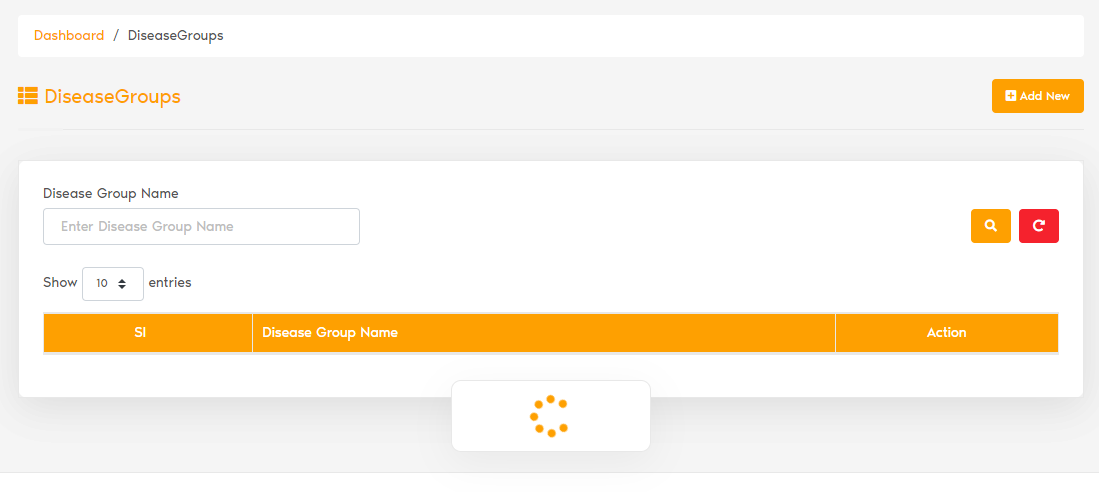 Dashboard / DiseaseGroups
DiseaseGroups
Add New
Disease Group Name
Enter Disease Group Name
Show 10 entries
Sl Disease Group Name Action